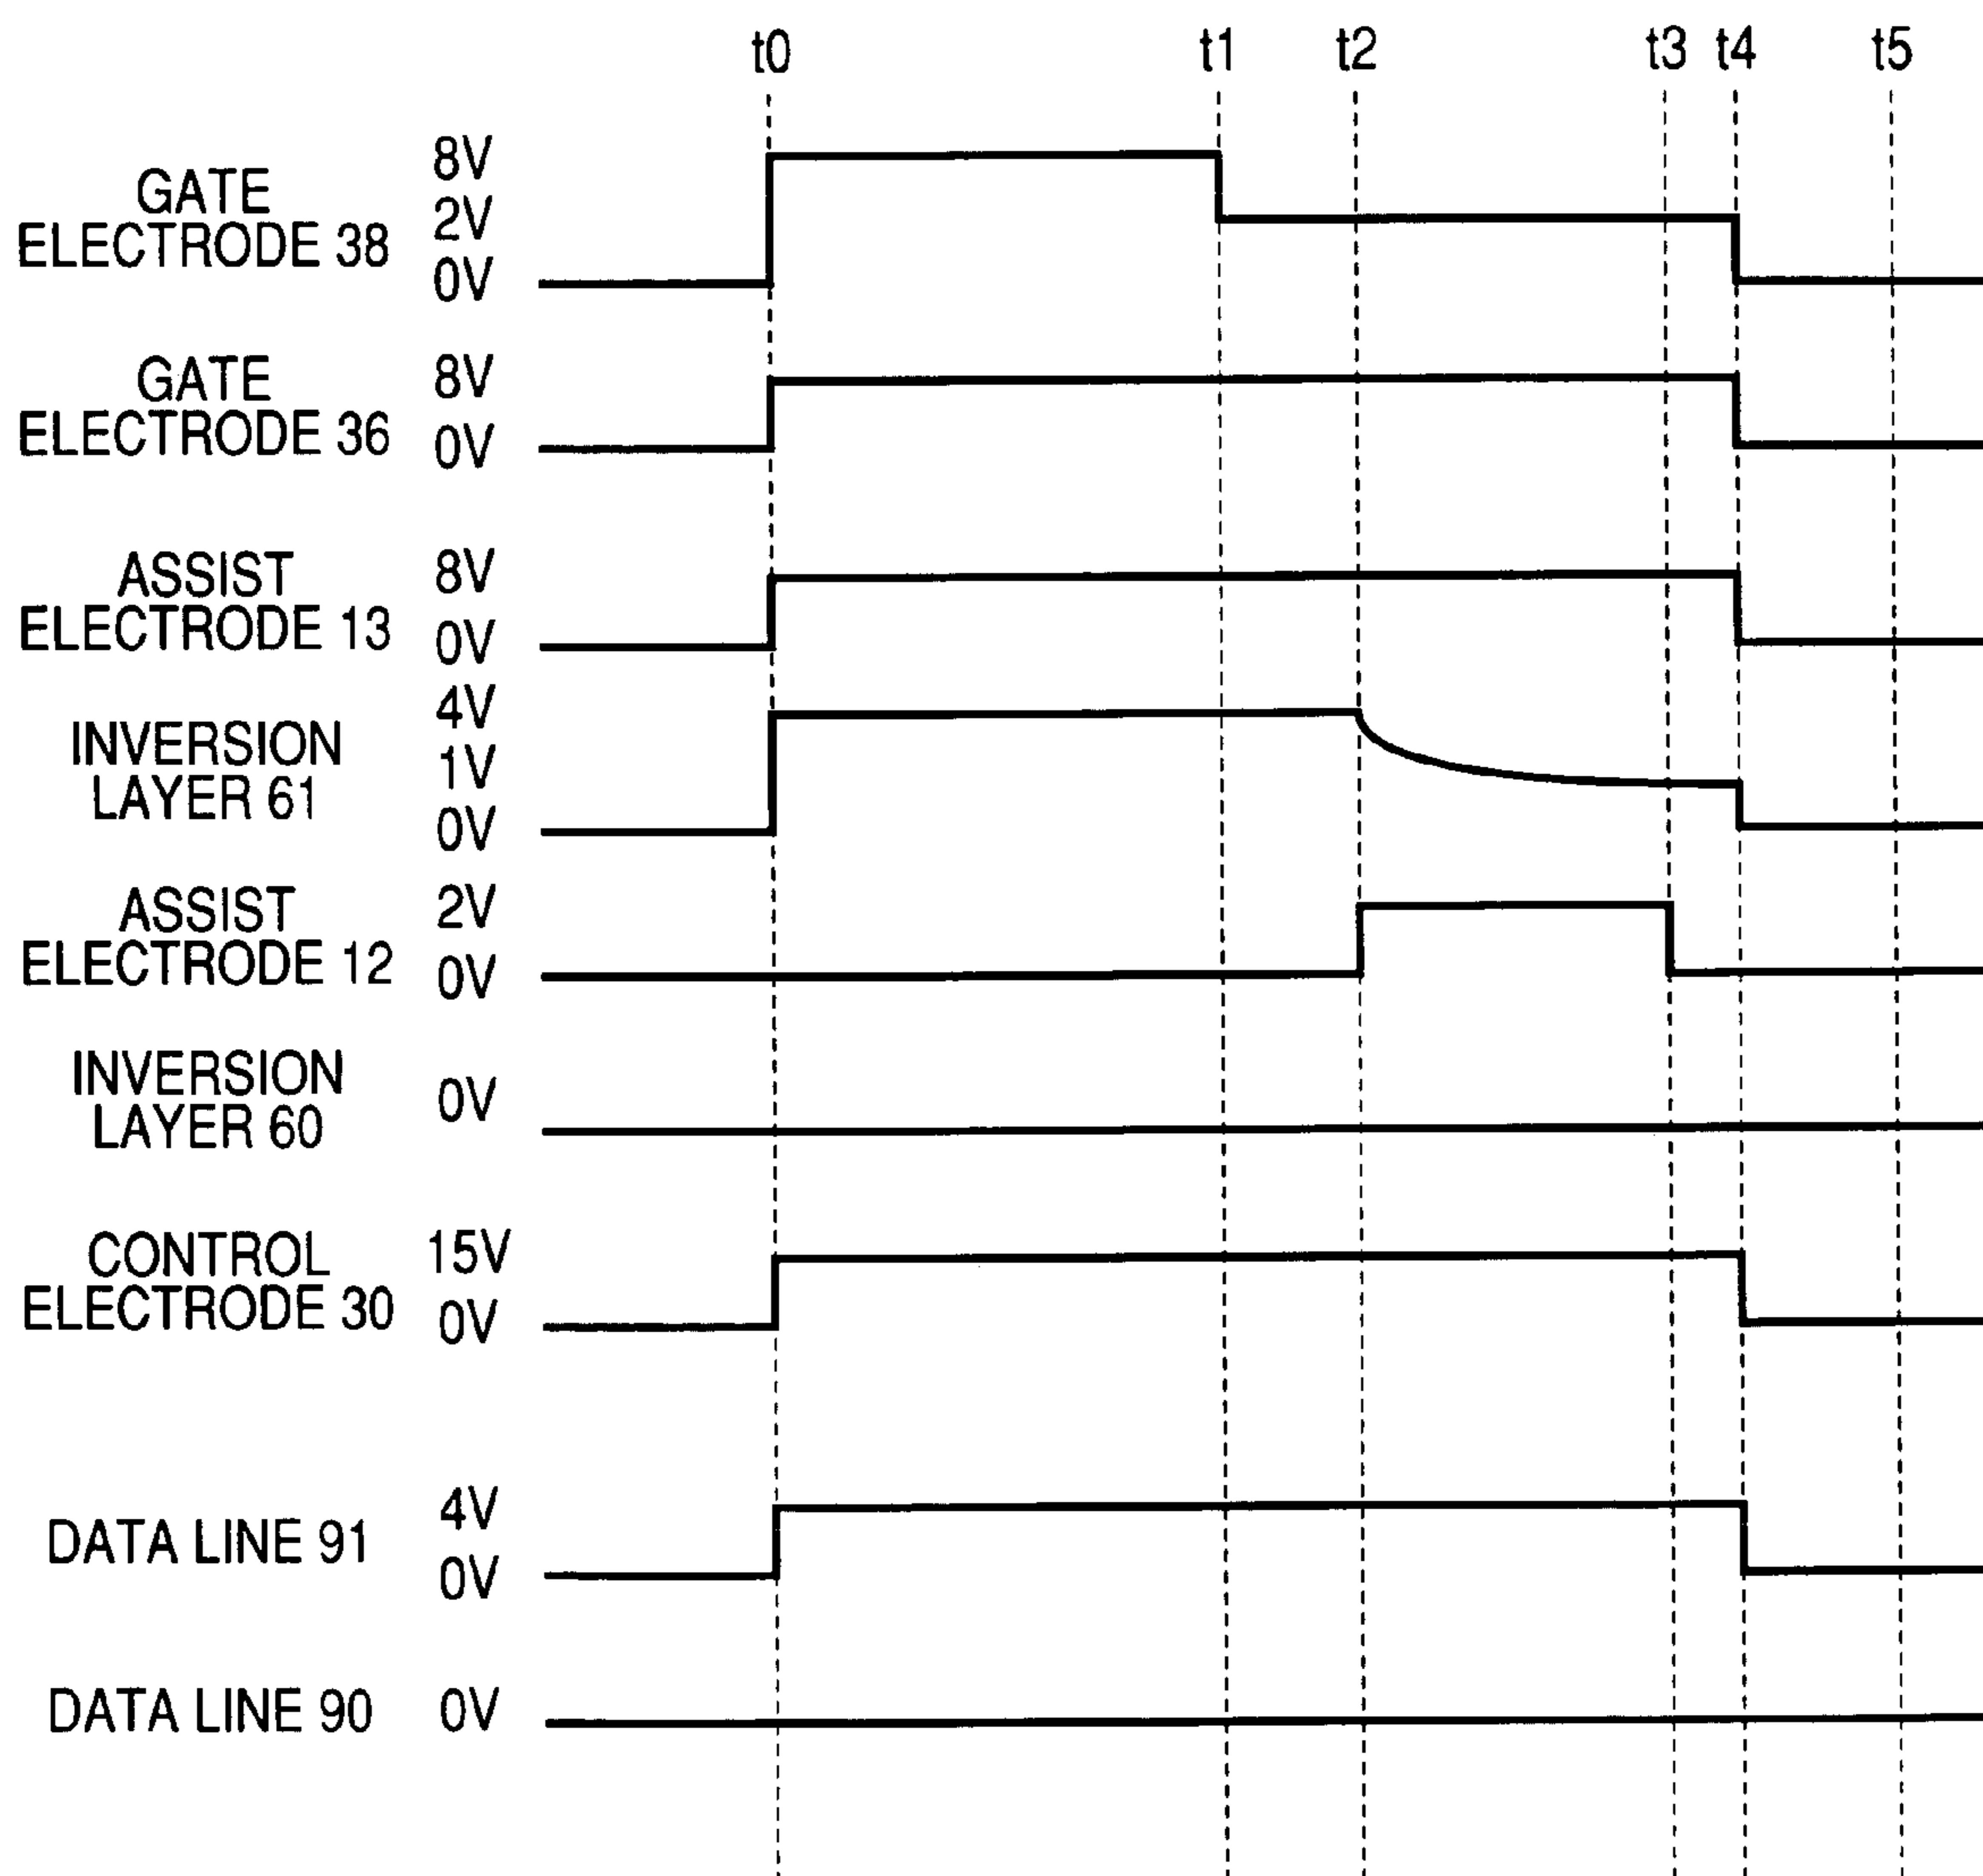 t0 t1 t2 t3 t4 t5
GATE
ELECTRODE 38
8V
2V
0V
GATE
ELECTRODE 36
8V
0V
ASSIST
ELECTRODE 13
8V
0V
INVERSION
LAYER 61
4V
1V
0V
ASSIST
ELECTRODE 12
2V
0V
INVERSION
LAYER 60
0V
CONTROL
ELECTRODE 30
15V
0V
DATA LINE 91
4V
0V
DATA LINE 90
0V